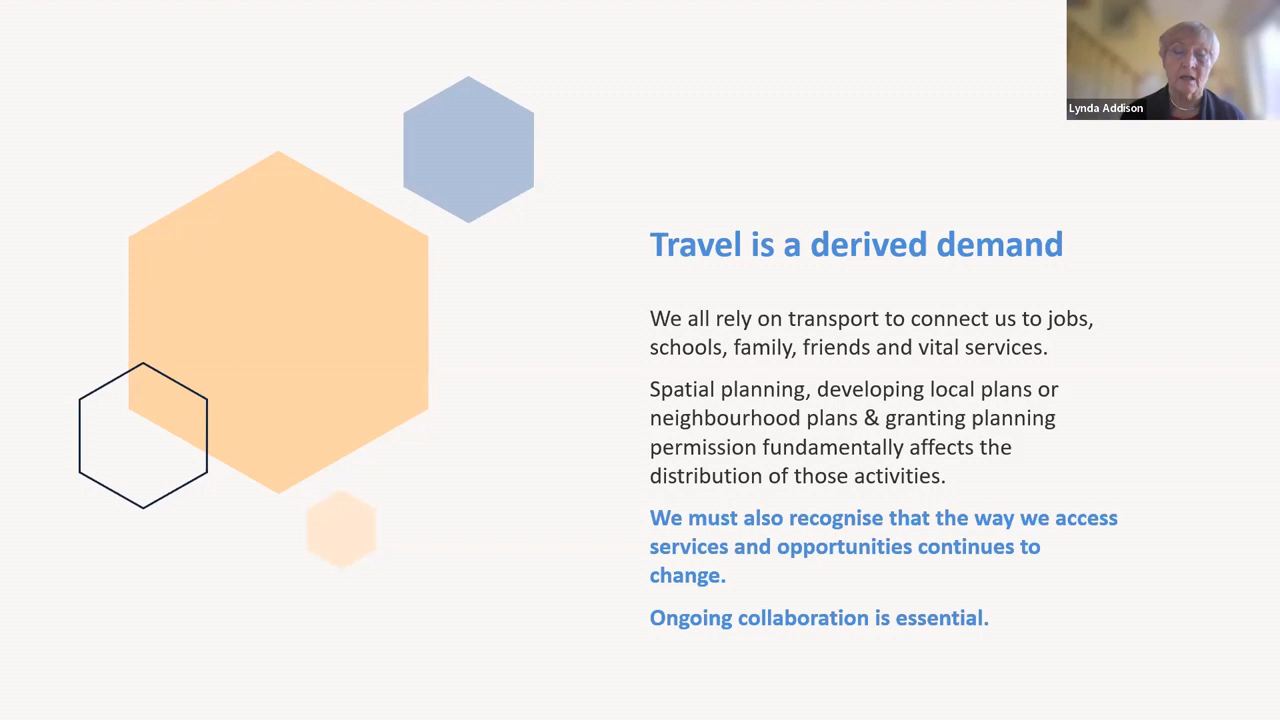 Lynda Addison
Travel is a derived demand
We all rely on transport to connect us to jobs,
schools, family, friends and vital services.
Spatial planning, developing local plans or
neighbourhood plans & granting planning
permission fundamentally affects the
distribution of those activities.
We must also recognise that the way we access
services and opportunities continues to
change.
Ongoing collaboration is essential.